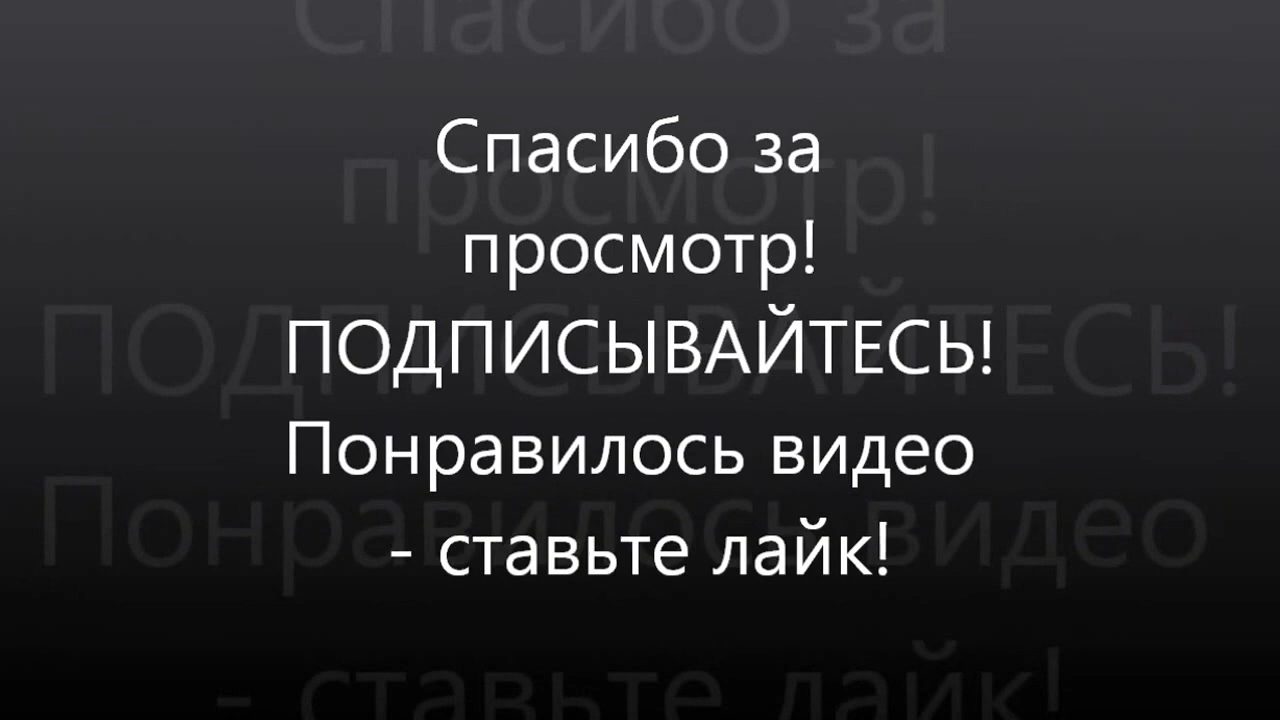 Спасибо за
просмотр!
ПОДПИСЫВАЙТЕСЬ!
Понравилось видео
- ставьте лайк!